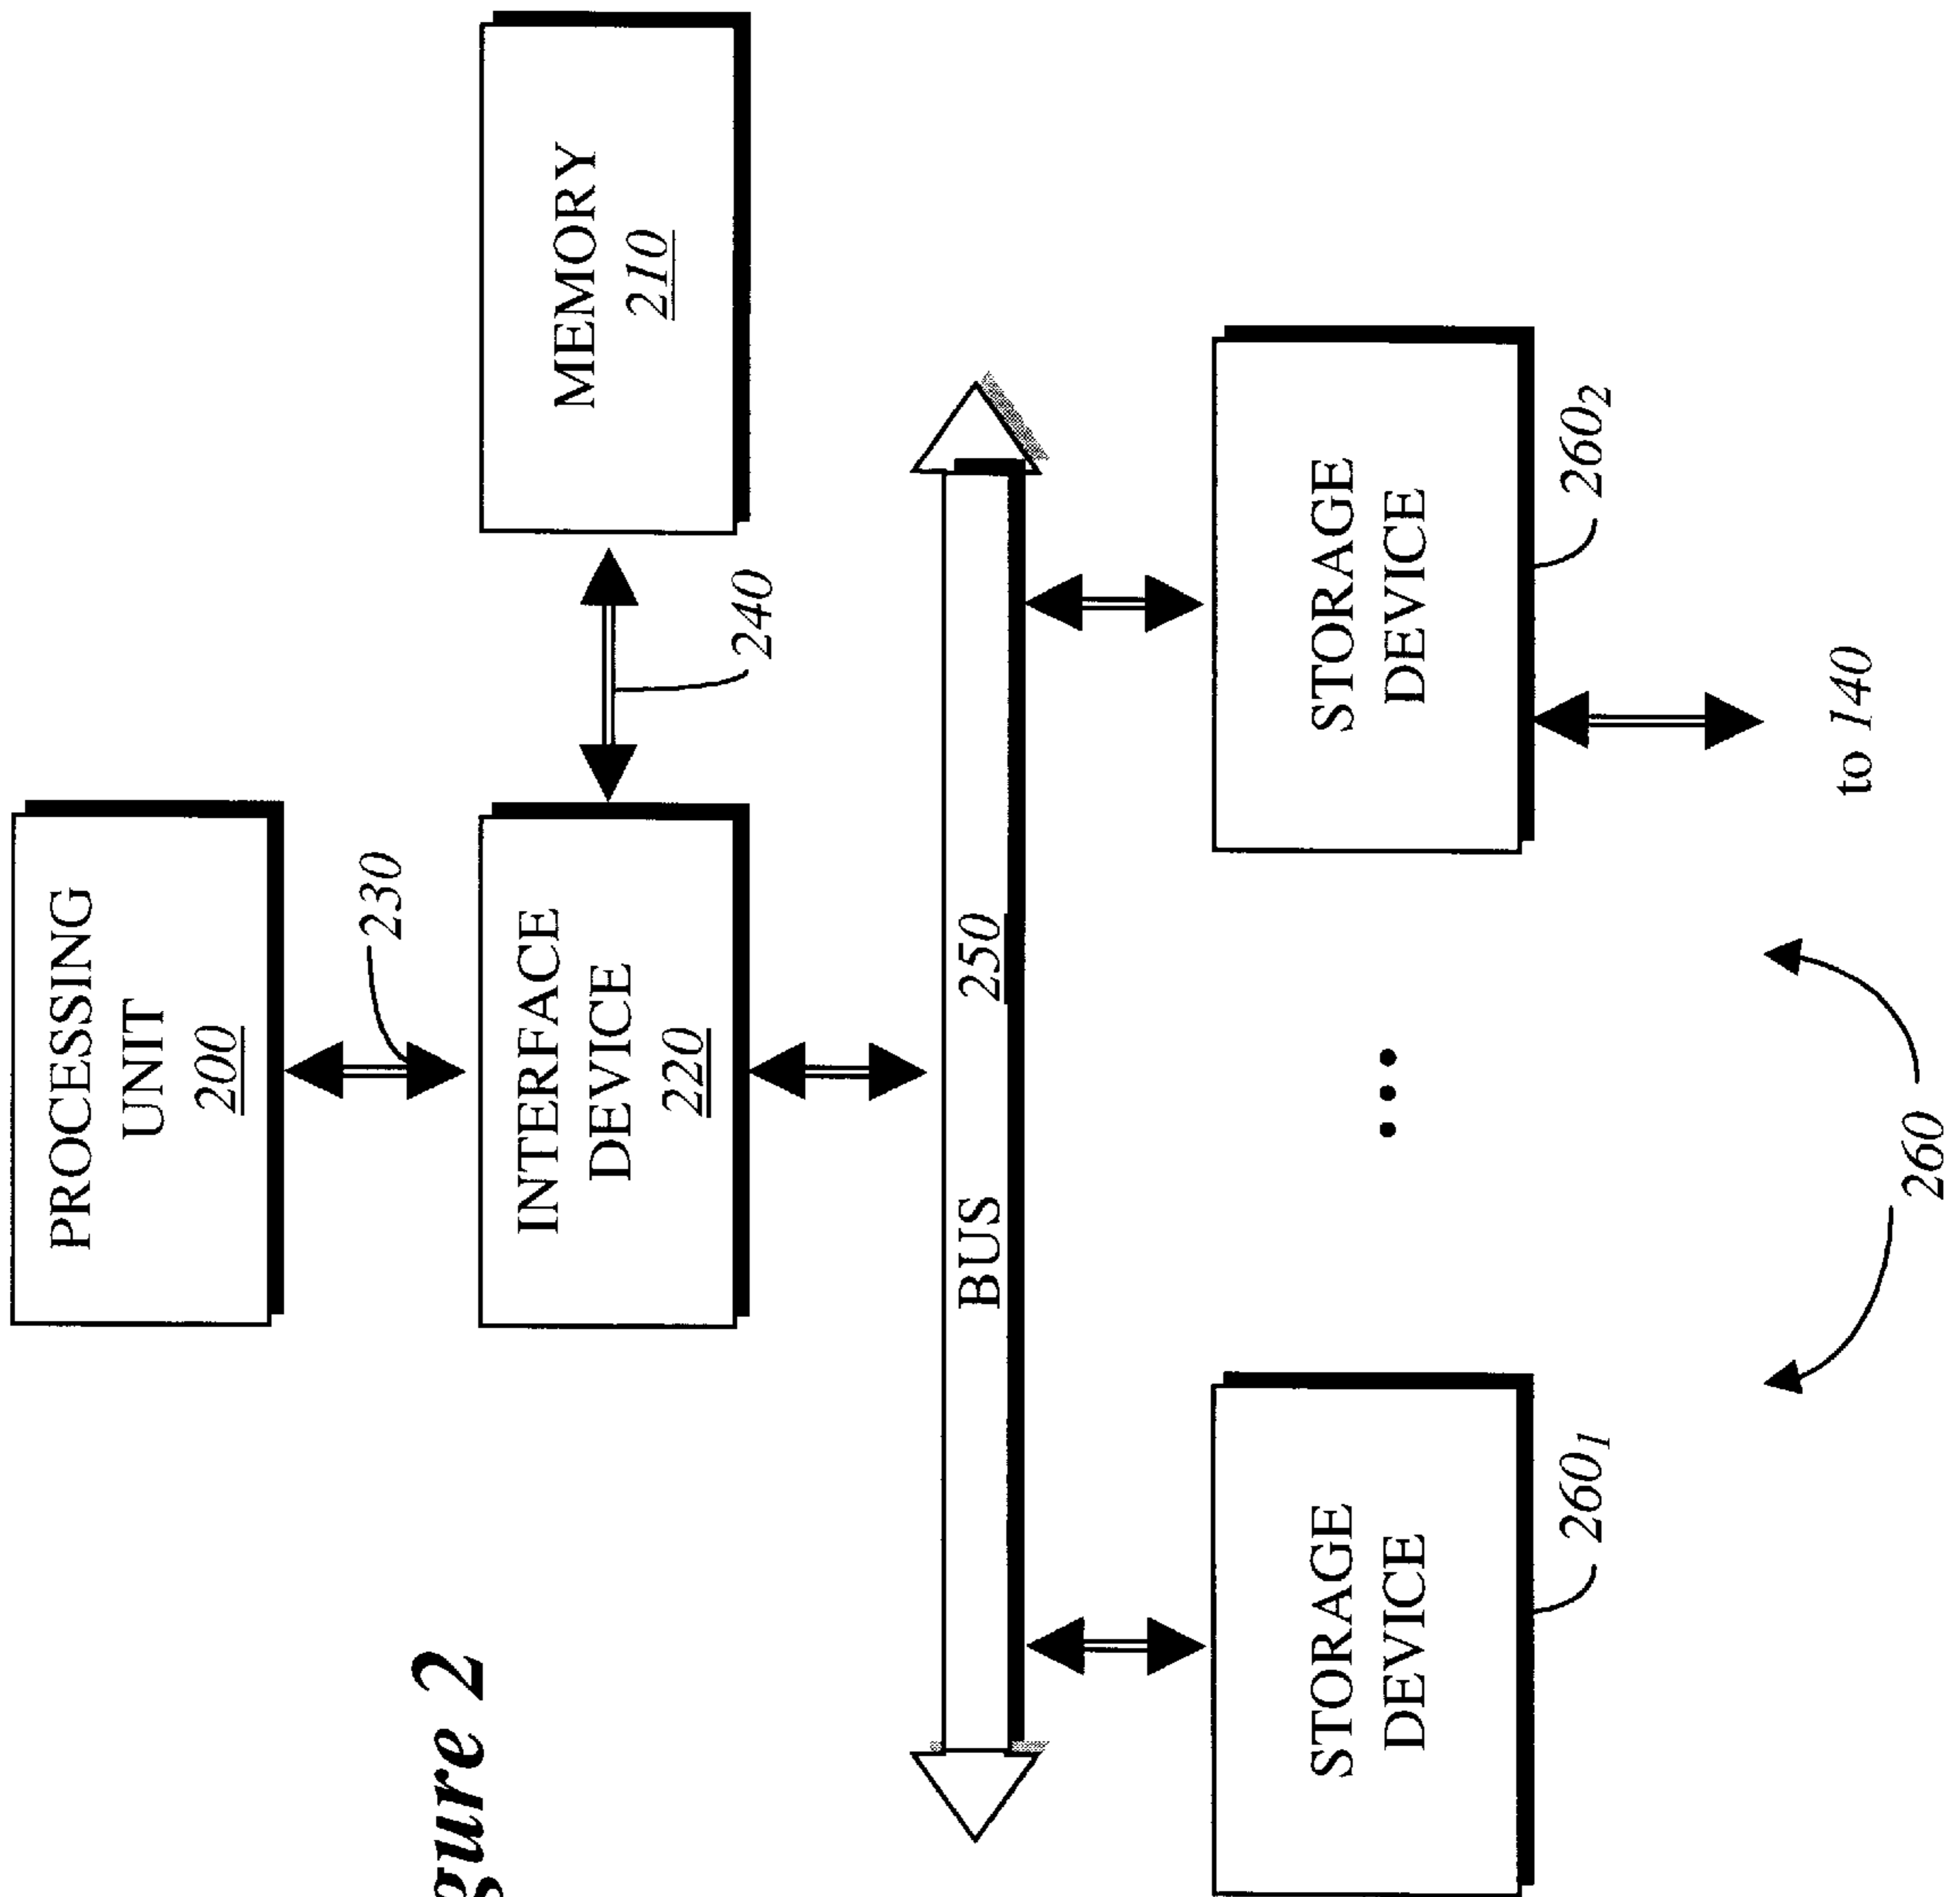 PROCESSING
UNIT
200
230
INTERFACE
DEVICE
220
240
MEMORY
210
BUS 250
STORAGE
DEVICE
260₁
STORAGE
DEVICE
260₂
to 140
260
gure 2